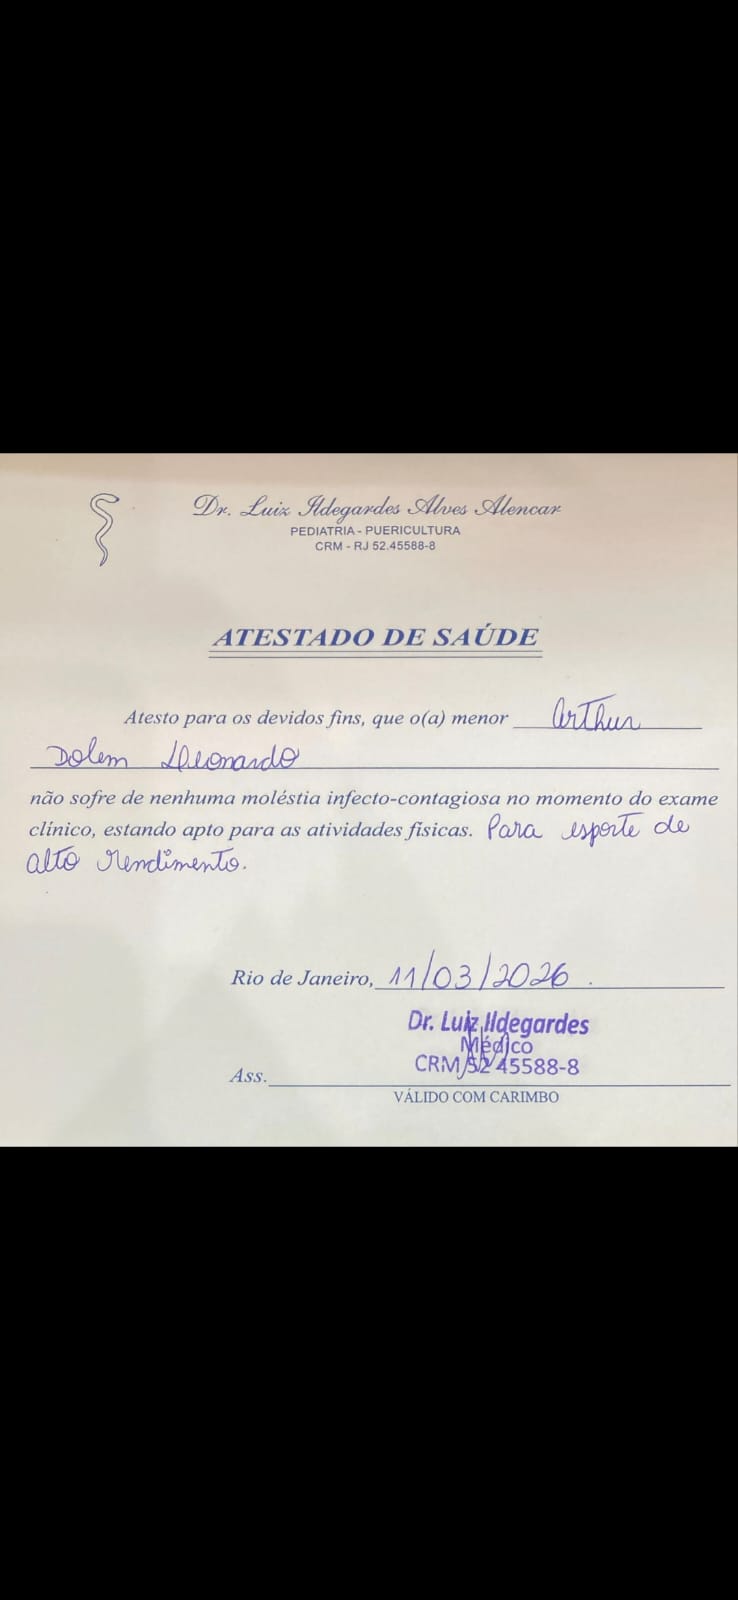 Dr. Luiz Ildegardes Alves Alencar
PEDIATRIA - PUERICULTURA
CRM - RJ 52.45588-8
ATESTADO DE SAÚDE
Atesto para os devidos fins, que o(a) menor Arthur
Dolem Leonardo
não sofre de nenhuma moléstia infecto-contagiosa no momento do exame
clínico, estando apto para as atividades físicas. Para esporte de
alto rendimento.
Rio de Janeiro, 11/03/2026.
Dr. Luiz Ildegardes
Médico
CRM 52 45588-8
Ass.
VÁLIDO COM CARIMBO